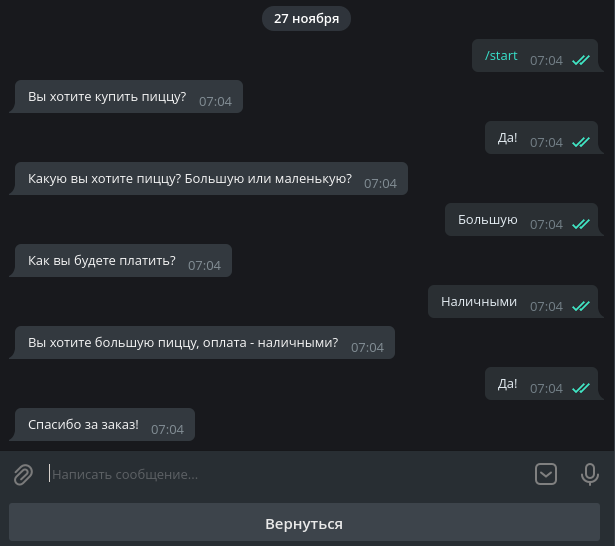 27 ноября
/start 07:04
Вы хотите купить пиццу? 07:04
Да! 07:04
Какую вы хотите пиццу? Большую или маленькую? 07:04
Большую 07:04
Как вы будете платить? 07:04
Наличными 07:04
Вы хотите большую пиццу, оплата - наличными? 07:04
Да! 07:04
Спасибо за заказ! 07:04
Написать сообщение...
Вернуться